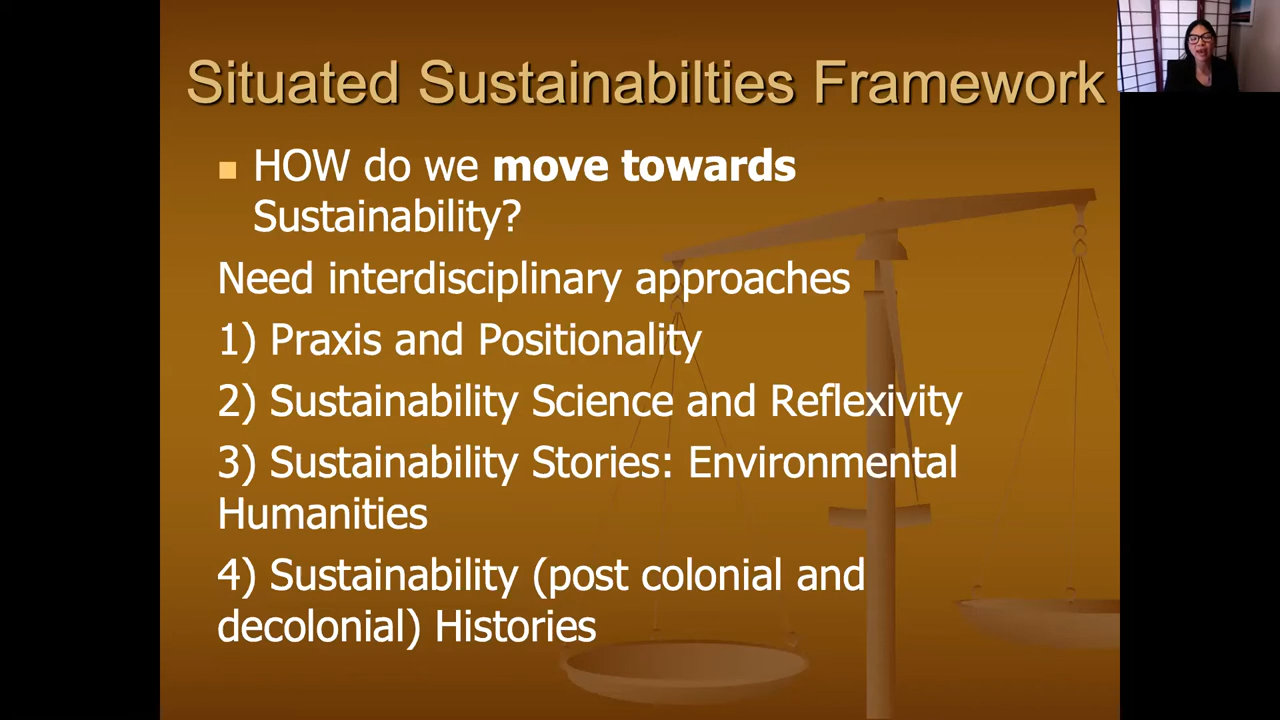 Situated Sustainabilties Framework
HOW do we move towards
Sustainability?
Need interdisciplinary approaches
1) Praxis and Positionality
2) Sustainability Science and Reflexivity
3) Sustainability Stories: Environmental
Humanities
4) Sustainability (post colonial and
decolonial) Histories